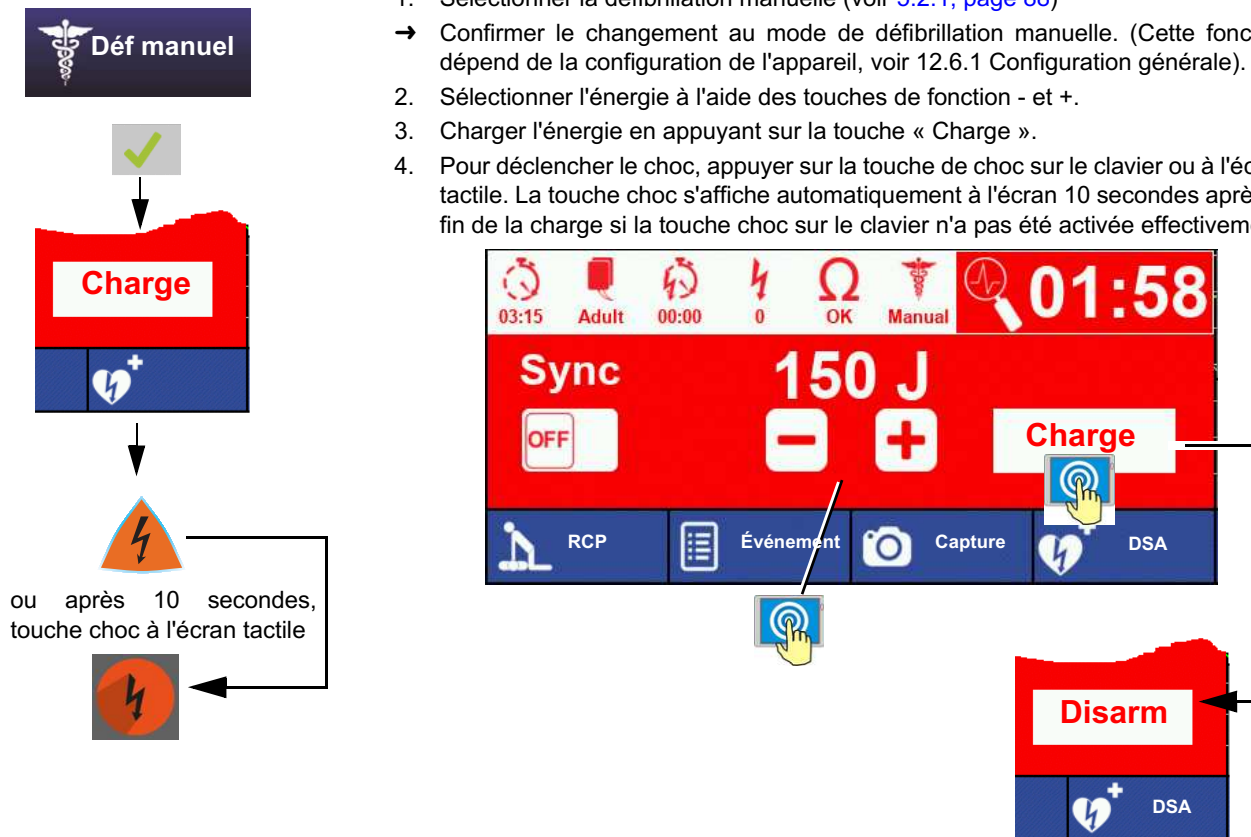 1. Sélectionner la défibrillation manuelle (voir 5.2.1, page 88)
➜ Confirmer le changement au mode de défibrillation manuelle. (Cette fonc
dépend de la configuration de l'appareil, voir 12.6.1 Configuration générale).
2. Sélectionner l'énergie à l'aide des touches de fonction - et +.
3. Charger l'énergie en appuyant sur la touche « Charge ».
4. Pour déclencher le choc, appuyer sur la touche de choc sur le clavier ou à l'éc
tactile. La touche choc s'affiche automatiquement à l'écran 10 secondes aprè
fin de la charge si la touche choc sur le clavier n'a pas été activée effectiveme
Déf manuel
Charge
ou après 10 secondes,
touche choc à l'écran tactile
03:15 Adult 00:00 0 OK Manual 01:58
Sync 150 J
OFF - + Charge
RCP Événement Capture DSA
Disarm
DSA